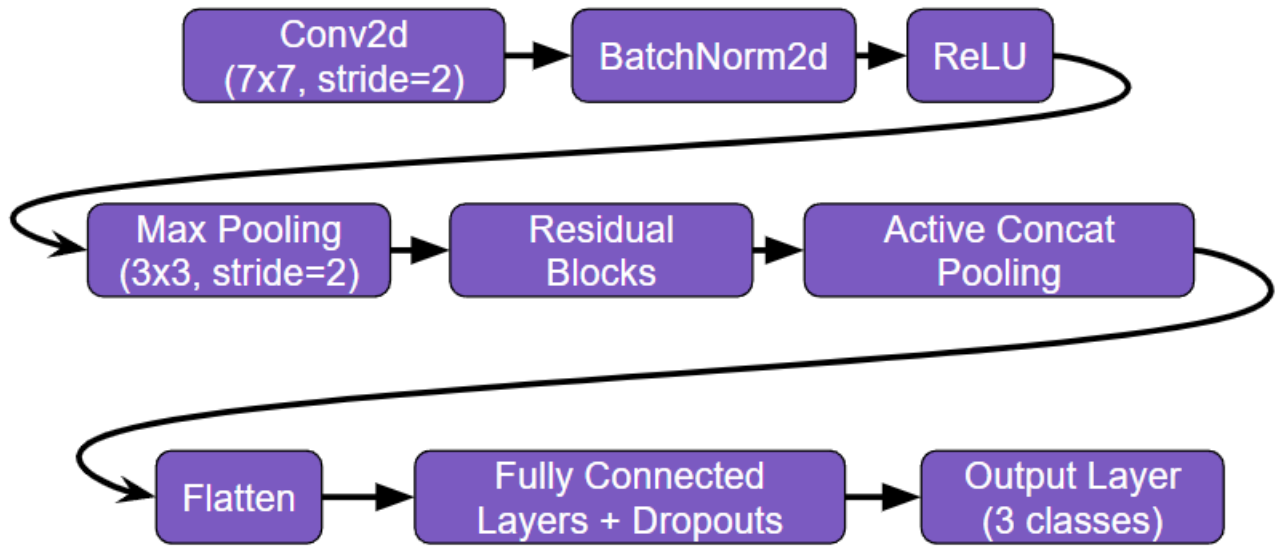 Conv2d
(7x7, stride=2)
BatchNorm2d
ReLU
Max Pooling
(3x3, stride=2)
Residual
Blocks
Active Concat
Pooling
Flatten
Fully Connected
Layers + Dropouts
Output Layer
(3 classes)